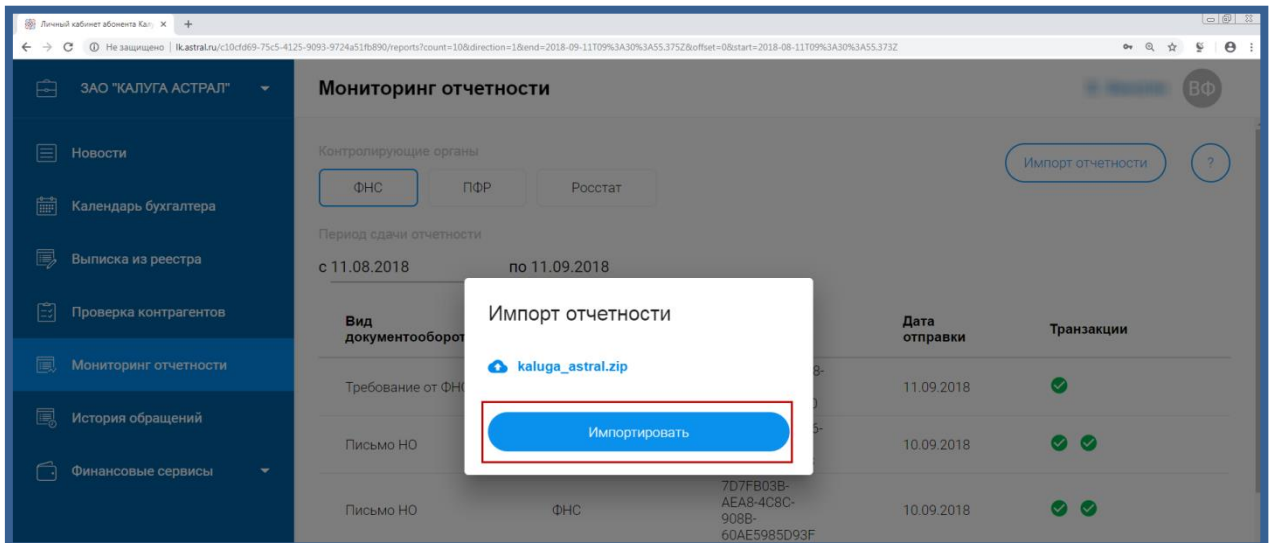 Личный кабинет абонента Кал
Не защищено | lk.astral.ru/c10cfd69-75c5-4125-9093-9724a51fb890/reports?count=10&direction=1&end=2018-09-11T09%3A30%3A55.375Z&offset=0&start=2018-08-11T09%3A30%3A55.373Z
ЗАО "КАЛУГА АСТРАЛ"
Мониторинг отчетности
ВФ
Новости
Календарь бухгалтера
Выписка из реестра
Проверка контрагентов
Мониторинг отчетности
История обращений
Финансовые сервисы
Контролирующие органы
Импорт отчетности
?
ФНС ПФР Росстат
Период сдачи отчетности
с 11.08.2018 по 11.09.2018
Импорт отчетности
kaluga_astral.zip
Импортировать
Вид
документооборот
Дата
отправки
Транзакции
Требование от ФН
8-
11.09.2018
Письмо НО
10.09.2018
Письмо НО
ФНС
7D7FB03B-
AEA8-4C8C-
908B-
60AE5985D93F
10.09.2018